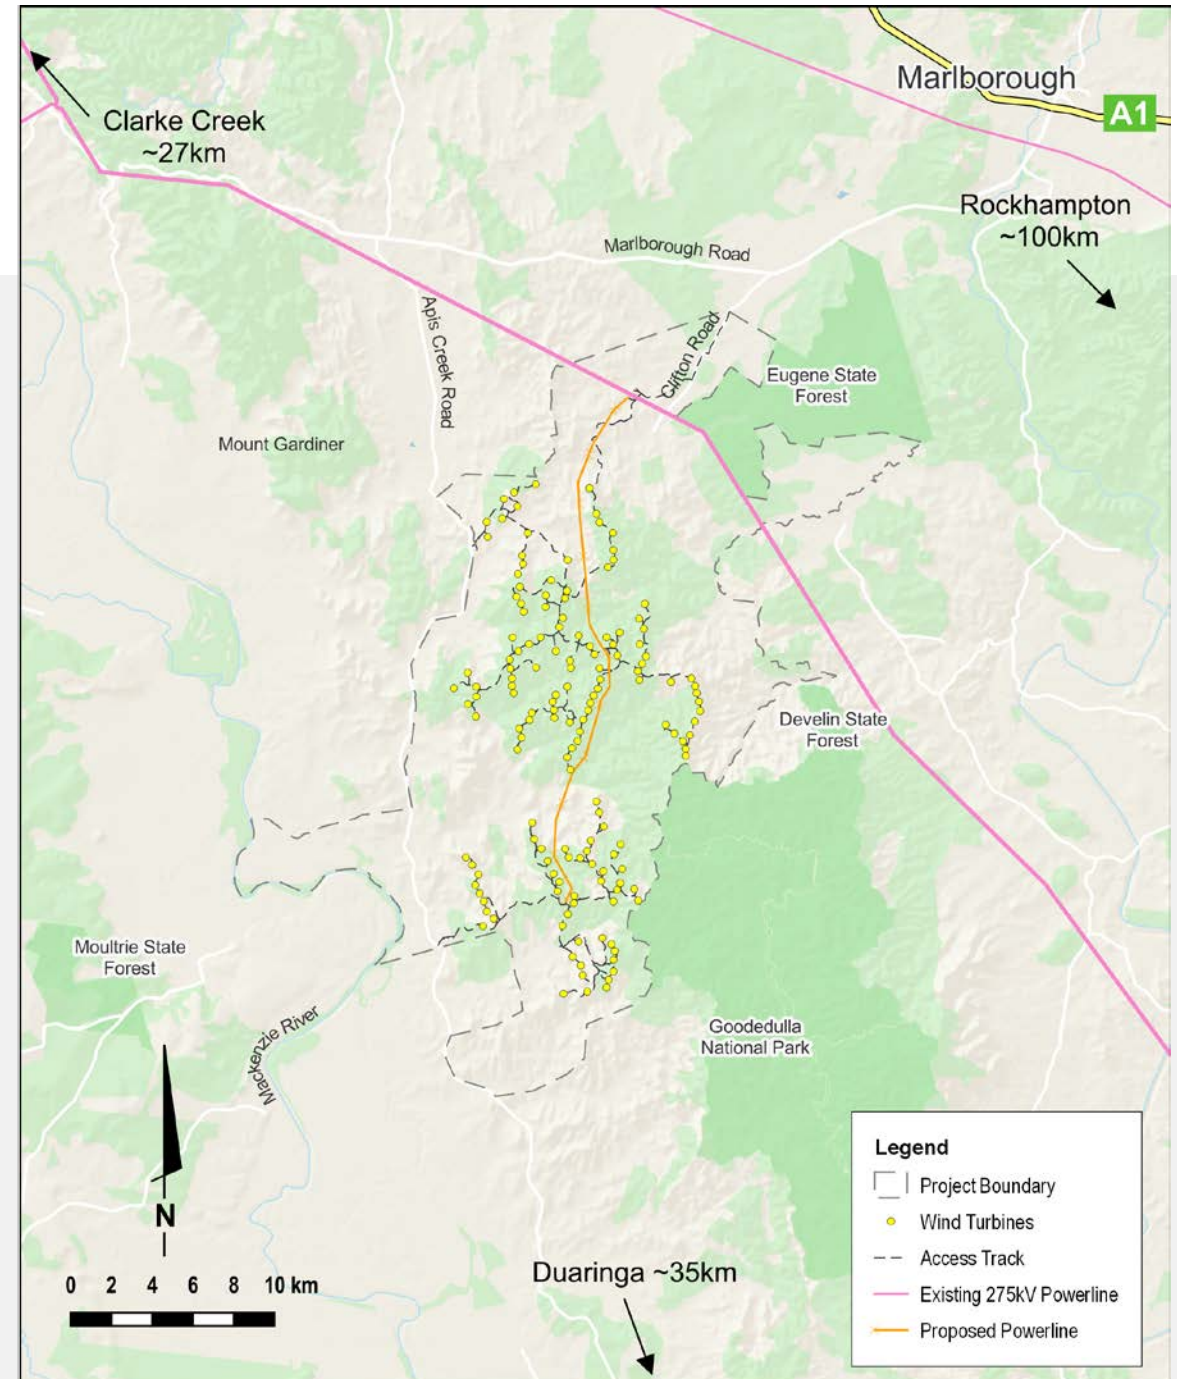 Marlborough
A1
Clarke Creek
~27km
Rockhampton
~100km
Marlborough Road
Apis Creek Road
Clifton Road
Eugene State
Forest
Mount Gardiner
Develin State
Forest
Moultrie State
Forest
Mackenzie River
Goodedulla
National Park
N
0 2 4 6 8 10 km
Duaringa ~35km
Legend
Project Boundary
Wind Turbines
Access Track
Existing 275kV Powerline
Proposed Powerline